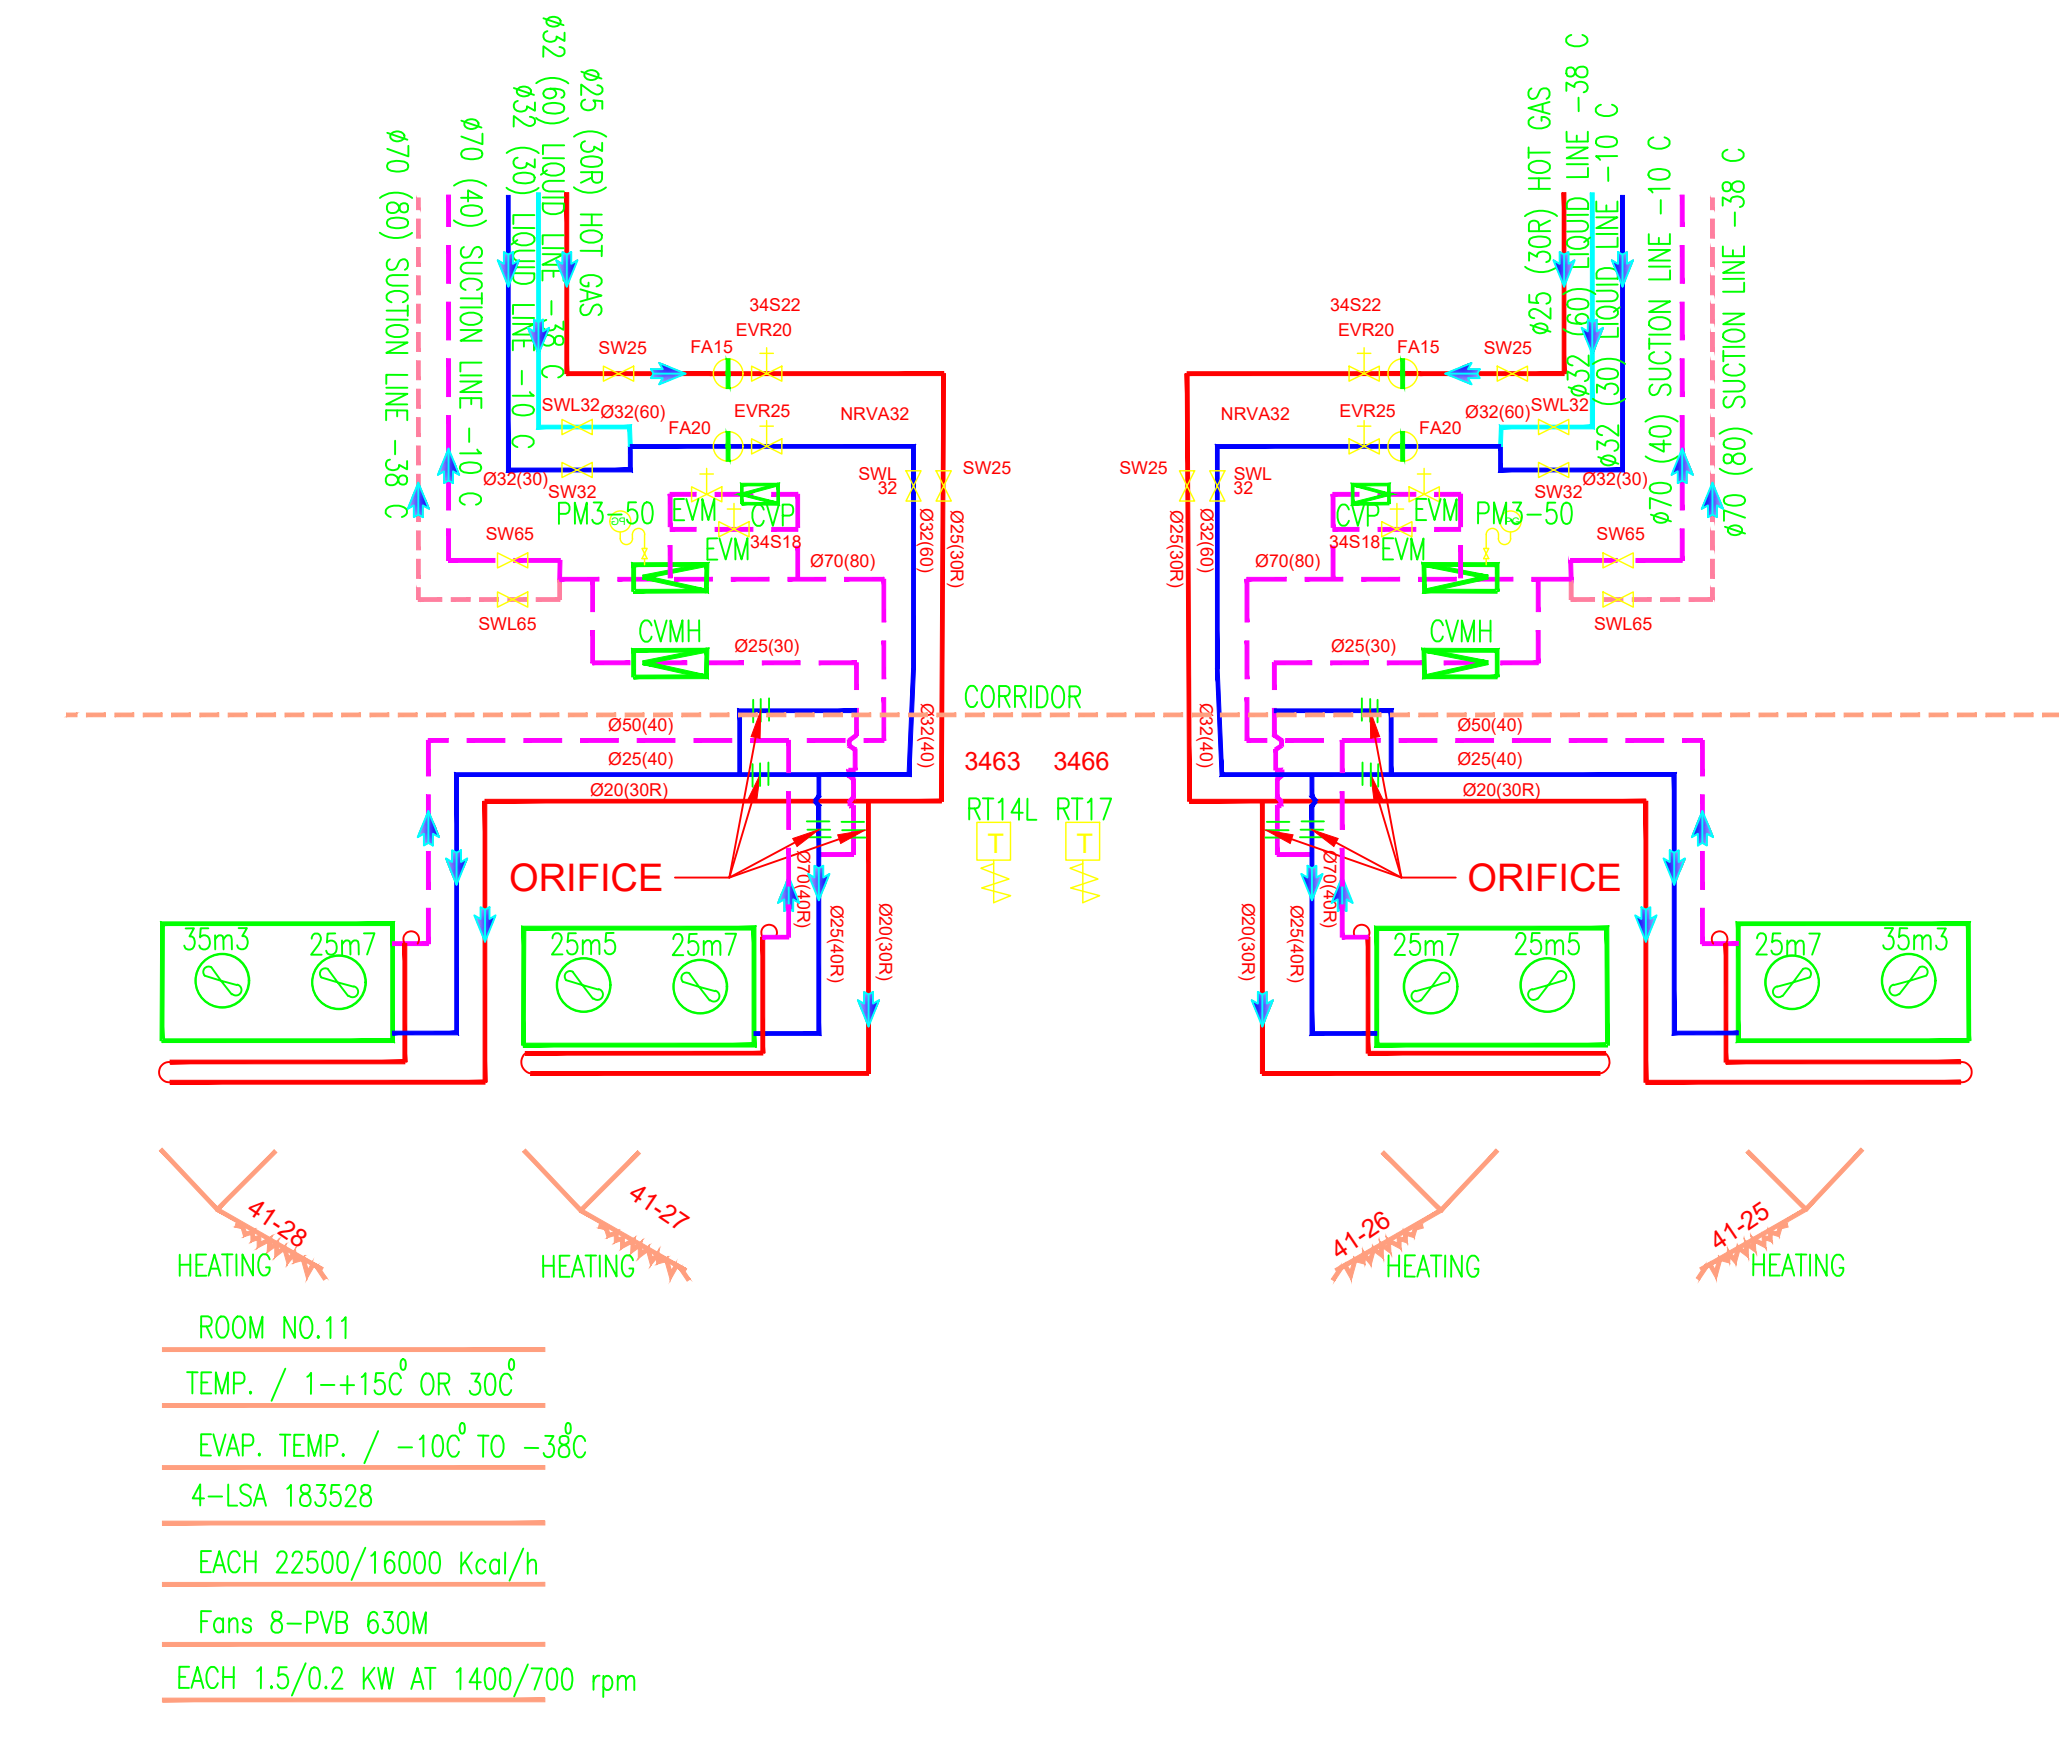 ø70 (80) SUCTION LINE -38 C
ø70 (40) SUCTION LINE -10 C
ø32 (30) LIQUID LINE -10 C
ø32 (60) LIQUID LINE -38 C
ø25 (30R) HOT GAS
ø25 (30R) HOT GAS
ø32 (60) LIQUID LINE -38 C
ø32 (30) LIQUID LINE -10 C
ø70 (40) SUCTION LINE -10 C
ø70 (80) SUCTION LINE -38 C
34S22
EVR20
FA15
SW25
34S22
EVR20
FA15
SW25
SWL32
Ø32(60)
FA20
EVR25
NRVA32
NRVA32
EVR25
FA20
Ø32(60)
SWL32
Ø32(30)
SW32
SWL
32
SW25
SW25
SWL
32
SW32
Ø32(30)
PM3-50
PG
EVM
CVP
34S18
EVM
CVP
EVM
PM3-50
34S18
EVM
SW65
Ø70(80)
Ø32(60)
Ø25(30R)
Ø25(30R)
Ø32(60)
Ø70(80)
SW65
SWL65
SWL65
CVMH
Ø25(30)
Ø25(30)
CVMH
CORRIDOR
Ø50(40)
Ø25(40)
Ø20(30R)
Ø32(40)
3463 3466
RT14L RT17
T T
Ø32(40)
Ø50(40)
Ø25(40)
Ø20(30R)
ORIFICE
Ø70(40R)
Ø25(40R)
Ø20(30R)
Ø20(30R)
Ø25(40R)
Ø70(40R)
ORIFICE
35m3 25m7
25m5 25m7
25m7 25m5
25m7 35m3
41-28
HEATING
41-27
HEATING
41-26
HEATING
41-25
HEATING
ROOM NO.11
TEMP. / 1-+15C⁰ OR 30C⁰
EVAP. TEMP. / -10C⁰ TO -38⁰C
4-LSA 183528
EACH 22500/16000 Kcal/h
Fans 8-PVB 630M
EACH 1.5/0.2 KW AT 1400/700 rpm